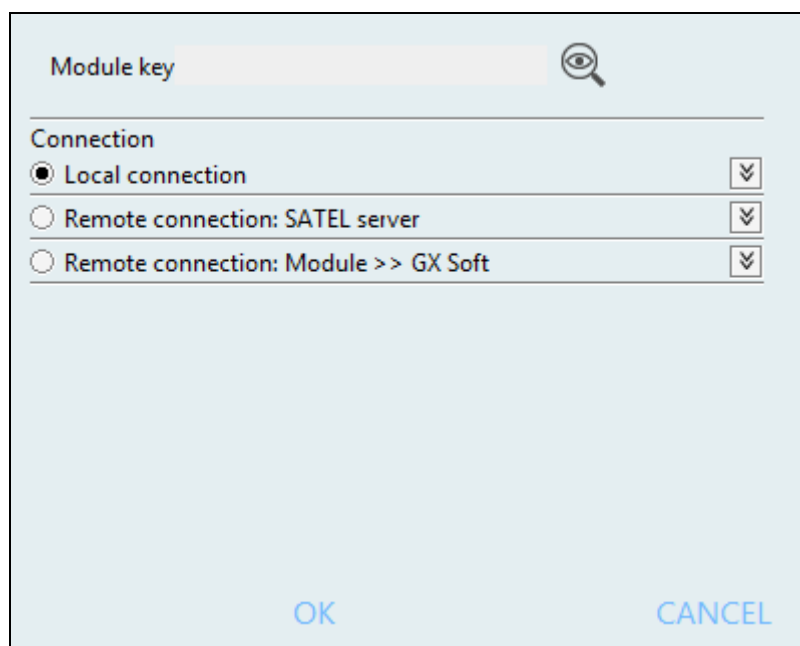 Module key
Connection
Local connection
Remote connection: SATEL server
Remote connection: Module >> GX Soft
OK CANCEL